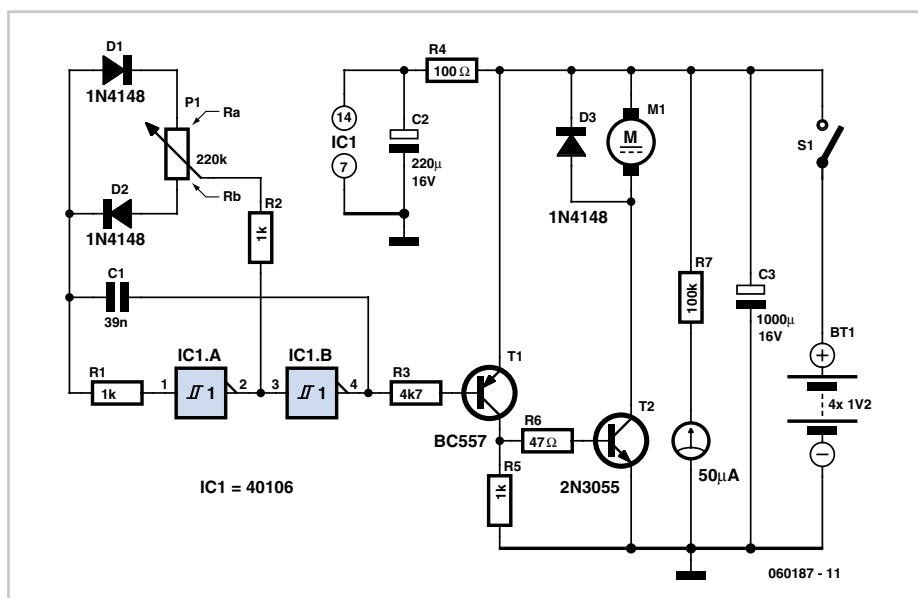 D1
1N4148
P1
Ra
220k
Rb
D2
1N4148
R2
1k
C1
39n
R1
1k
1
IC1.A
1
2
3
IC1.B
1
4
R3
4k7
IC1 = 40106
14
IC1
7
C2
220µ
16V
R4
100Ω
T1
BC557
R5
1k
R6
47Ω
T2
2N3055
D3
1N4148
M1
M
R7
100k
50µA
C3
1000µ
16V
S1
BT1
4x 1V2
060187 - 11